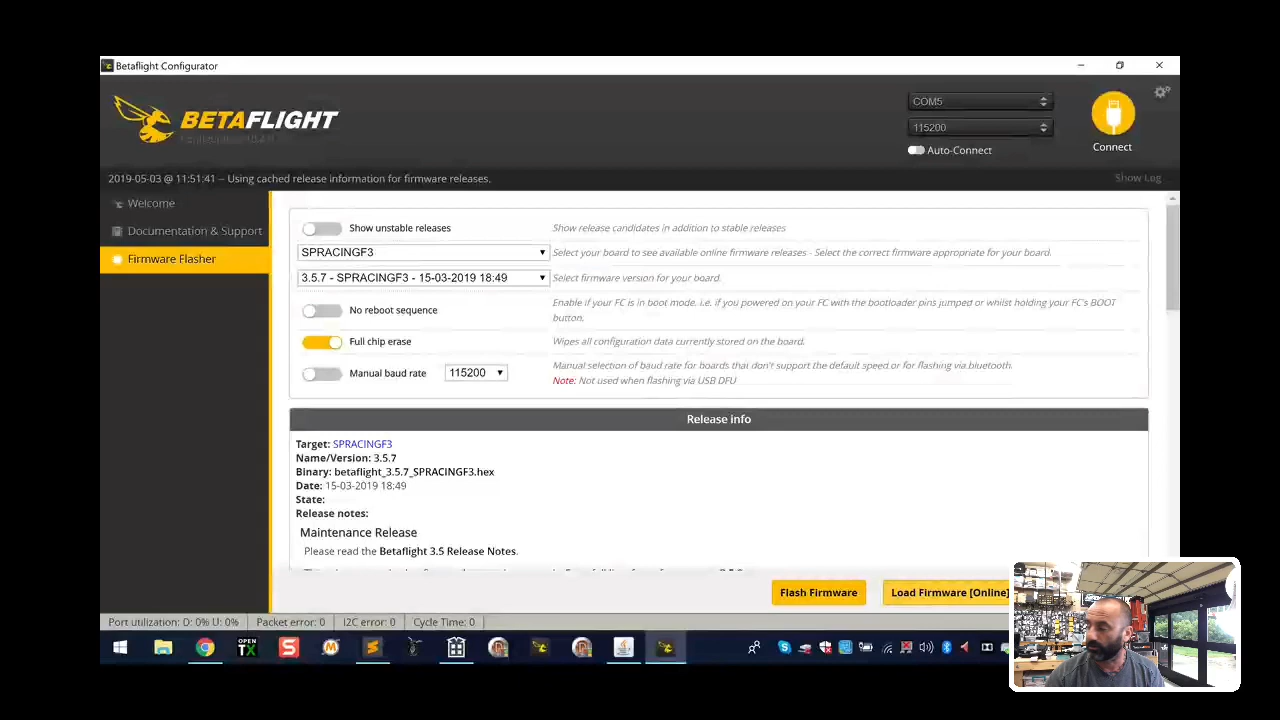 Betaflight Configurator
BETAFLIGHT
COM5
115200
Auto-Connect
Connect
2019-05-03 @ 11:51:41 -- Using cached release information for firmware releases.
Show Log
Welcome
Documentation & Support
Firmware Flasher
Show unstable releases
Show release candidates in addition to stable releases
SPRACINGF3
Select your board to see available online firmware releases - Select the correct firmware appropriate for your board.
3.5.7 - SPRACINGF3 - 15-03-2019 18:49
Select firmware version for your board.
No reboot sequence
Enable if your FC is in boot mode. i.e. if you powered on your FC with the bootloader pins jumped or whilst holding your FC's BOOT
button.
Full chip erase
Wipes all configuration data currently stored on the board.
Manual baud rate
115200
Manual selection of baud rate for boards that don't support the default speed or for flashing via bluetooth.
Note: Not used when flashing via USB DFU
Release info
Target: SPRACINGF3
Name/Version: 3.5.7
Binary: betaflight_3.5.7_SPRACINGF3.hex
Date: 15-03-2019 18:49
State:
Release notes:
Maintenance Release
Please read the Betaflight 3.5 Release Notes.
Flash Firmware
Load Firmware [Online]
Port utilization: D: 0% U: 0%
Packet error: 0
I2C error: 0
Cycle Time: 0
OPEN
TX